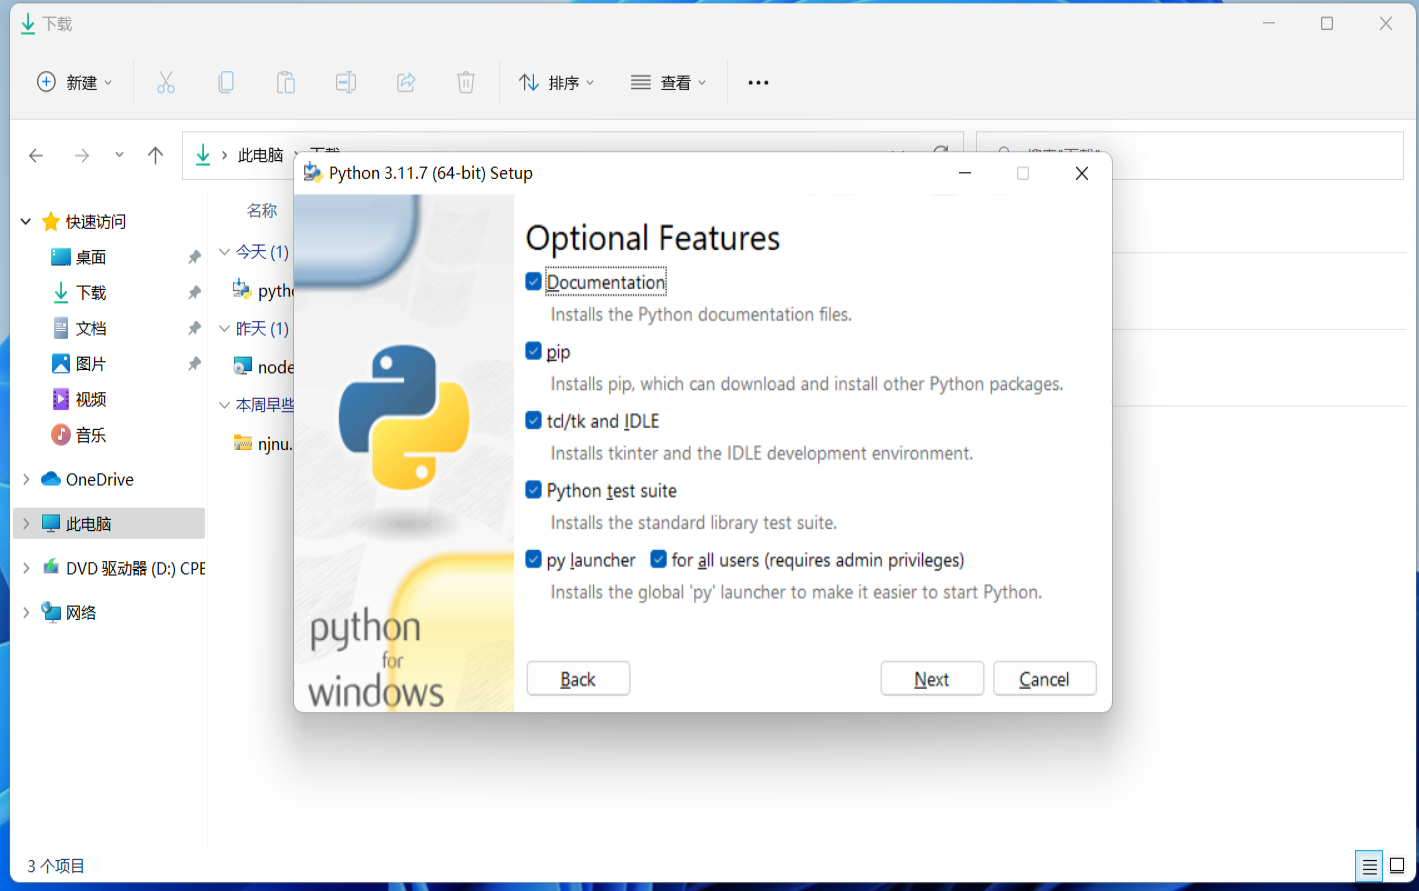 下载
新建
排序
查看
此电脑
Python 3.11.7 (64-bit) Setup
快速访问
桌面
下载
文档
图片
视频
音乐
OneDrive
此电脑
DVD 驱动器 (D:) CPE
网络
名称
今天 (1)
昨天 (1)
node
本周早些
njnu.
Optional Features
Documentation
Installs the Python documentation files.
pip
Installs pip, which can download and install other Python packages.
tcl/tk and IDLE
Installs tkinter and the IDLE development environment.
Python test suite
Installs the standard library test suite.
py launcher for all users (requires admin privileges)
Installs the global 'py' launcher to make it easier to start Python.
python
for
windows
Back
Next
Cancel
3 个项目